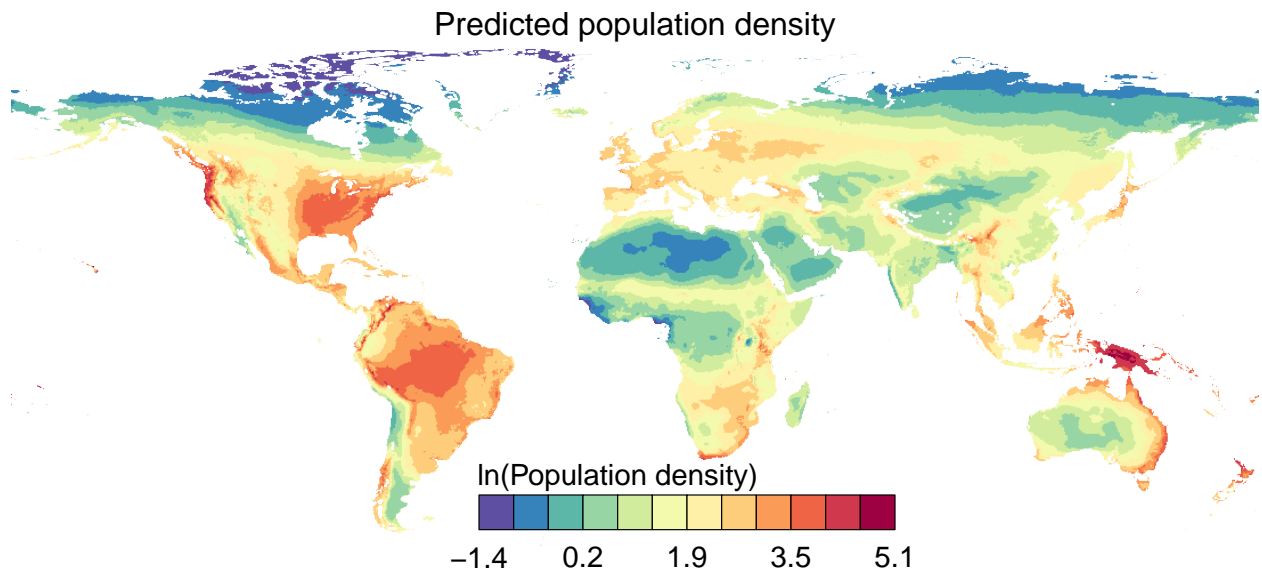 Predicted population density
ln(Population density)
−1.4 0.2 1.9 3.5 5.1